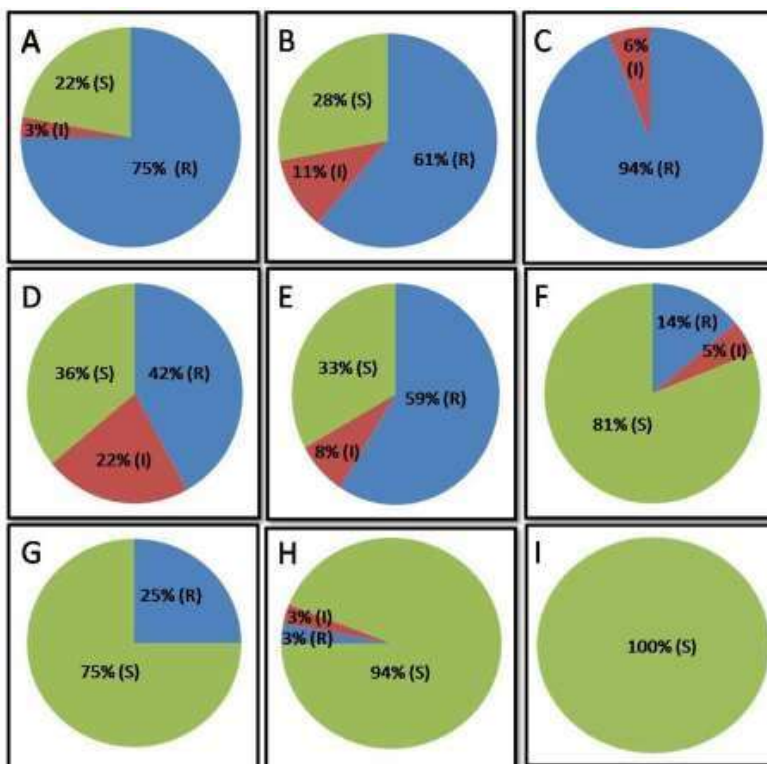 A
22% (S)
3% (I)
75% (R)
B
28% (S)
11% (I)
61% (R)
C
6%
(I)
94% (R)
D
36% (S)
42% (R)
22% (I)
E
33% (S)
59% (R)
8% (I)
F
14% (R)
5% (I)
81% (S)
G
25% (R)
75% (S)
H
3% (I)
3% (R)
94% (S)
I
100% (S)